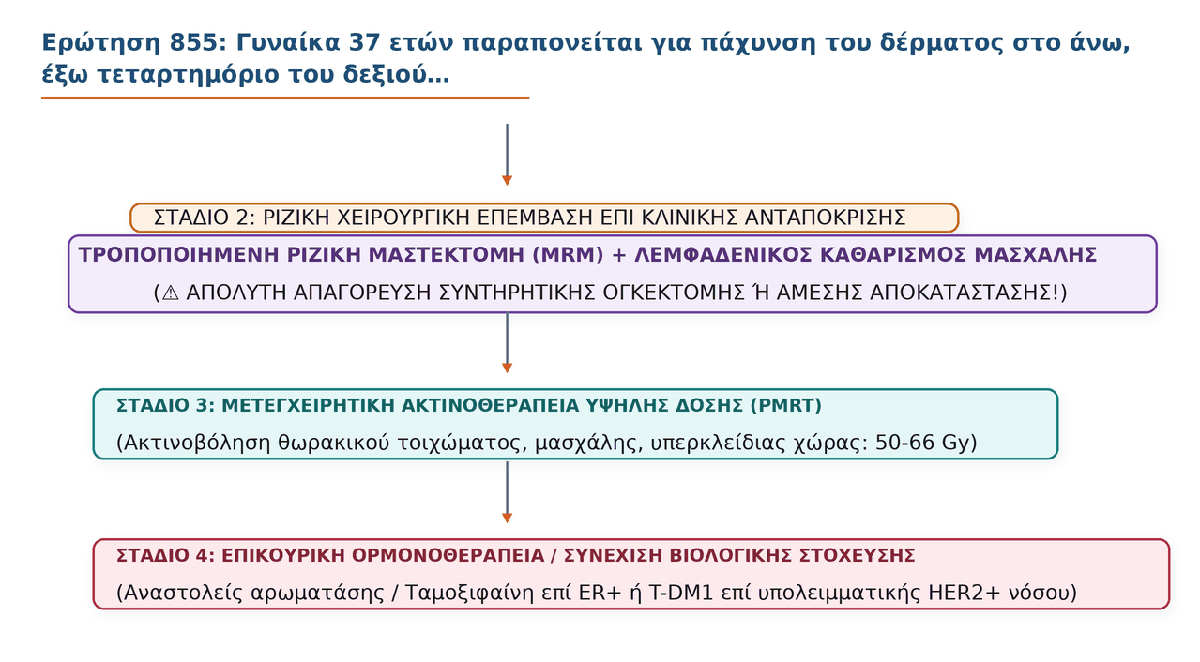 Ερώτηση 855: Γυναίκα 37 ετών παραπονείται για πάχυνση του δέρματος στο άνω,
έξω τεταρτημόριο του δεξιού...
ΣΤΑΔΙΟ 2: ΡΙΖΙΚΗ ΧΕΙΡΟΥΡΓΙΚΗ ΕΠΕΜΒΑΣΗ ΕΠΙ ΚΛΙΝΙΚΗΣ ΑΝΤΑΠΟΚΡΙΣΗΣ
ΤΡΟΠΟΠΟΙΗΜΕΝΗ ΡΙΖΙΚΗ ΜΑΣΤΕΚΤΟΜΗ (MRM) + ΛΕΜΦΑΔΕΝΙΚΟΣ ΚΑΘΑΡΙΣΜΟΣ ΜΑΣΧΑΛΗΣ
(⚠ ΑΠΟΛΥΤΗ ΑΠΑΓΟΡΕΥΣΗ ΣΥΝΤΗΡΗΤΙΚΗΣ ΟΓΚΕΚΤΟΜΗΣ Ή ΑΜΕΣΗΣ ΑΠΟΚΑΤΑΣΤΑΣΗΣ!)
ΣΤΑΔΙΟ 3: ΜΕΤΕΓΧΕΙΡΗΤΙΚΗ ΑΚΤΙΝΟΘΕΡΑΠΕΙΑ ΥΨΗΛΗΣ ΔΟΣΗΣ (PMRT)
(Ακτινοβόληση θωρακικού τοιχώματος, μασχάλης, υπερκλείδιας χώρας: 50-66 Gy)
ΣΤΑΔΙΟ 4: ΕΠΙΚΟΥΡΙΚΗ ΟΡΜΟΝΟΘΕΡΑΠΕΙΑ / ΣΥΝΕΧΙΣΗ ΒΙΟΛΟΓΙΚΗΣ ΣΤΟΧΕΥΣΗΣ
(Αναστολείς αρωματάσης / Ταμοξιφαίνη επί ER+ ή T-DM1 επί υπολειμματικής HER2+ νόσου)